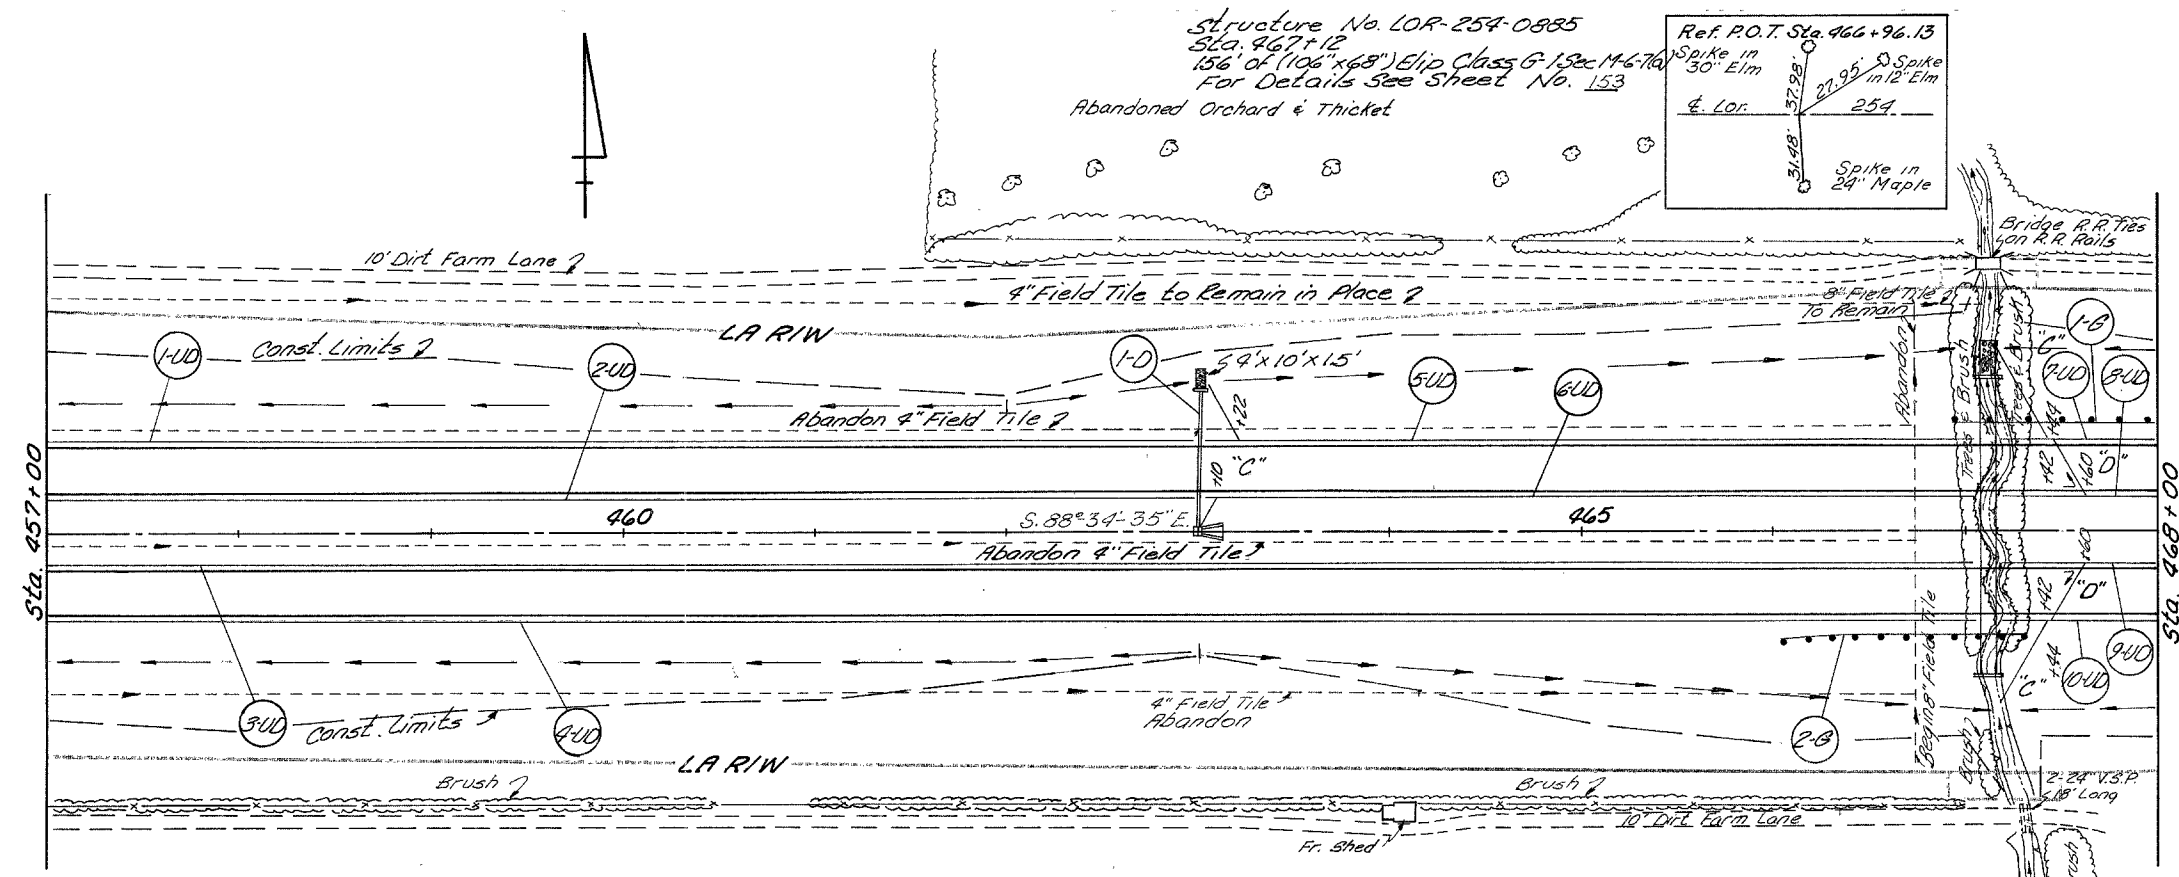 Structure No. LOR-254-0885
Sta. 467+12
156' of (106"x68") Elip Class G-1 Sec M-6-7(a)
For Details See Sheet No. 153
Abandoned Orchard & Thicket
Ref. P.O.T. Sta. 466+96.13
Spike in
30" Elm
37.98'
27.95'
Spike
in 12" Elm
℄ Lor. 254
31.48'
Spike in
24" Maple
Bridge R.R. Ties
on R.R. Rails
10' Dirt Farm Lane
4" Field Tile to Remain in Place
8" Field Tile
To Remain
LA R/W
1-UD
Const. Limits
2-UD
1-D
4'x10'x1.5'
5-UD
6-UD
Abandon
Trees & Brush
Trees & Brush
1-G
"C"
7-UD
8-UD
Abandon 4" Field Tile
+22
+10
"C"
+44
+42
+60
"D"
Sta. 457+00
460
S. 88°-34'-35" E.
465
Sta. 468+00
Abandon 4" Field Tile
+60
+42
"D"
3-UD
Const. Limits
4-UD
4" Field Tile
Abandon
2-G
Begin 8" Field Tile
Brush
"C"
+44
10-UD
9-UD
LA R/W
Brush
Brush
2-24" V.S.P.
18' Long
10' Dirt Farm Lane
Fr. Shed